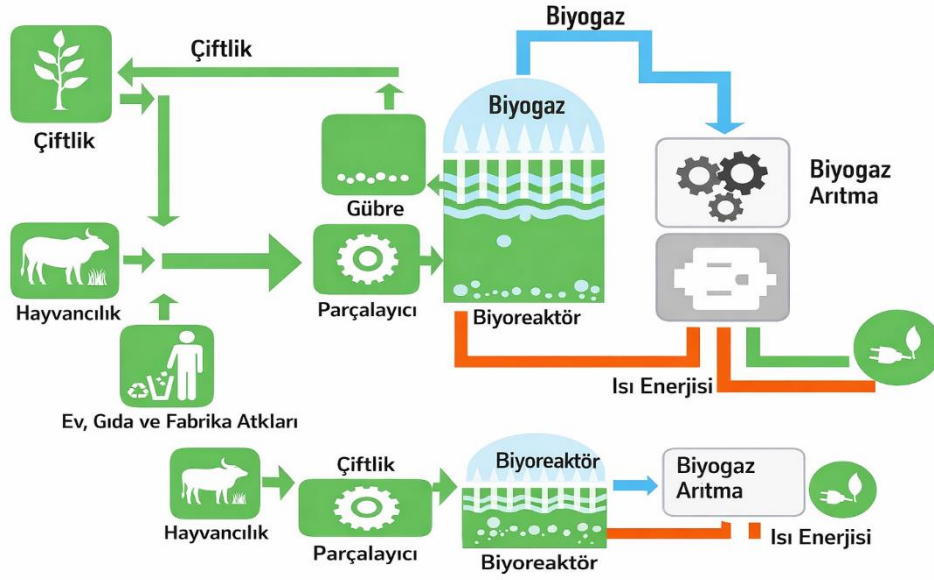 Biyogaz
Çiftlik
Biyogaz
Çiftlik
Biyogaz
Arıtma
Gübre
Hayvancılık
Parçalayıcı
Biyoreaktör
Isı Enerjisi
Ev, Gıda ve Fabrika Atkları
Çiftlik
Biyoreaktör
Biyogaz
Arıtma
Hayvancılık
Parçalayıcı
Biyoreaktör
Isı Enerjisi